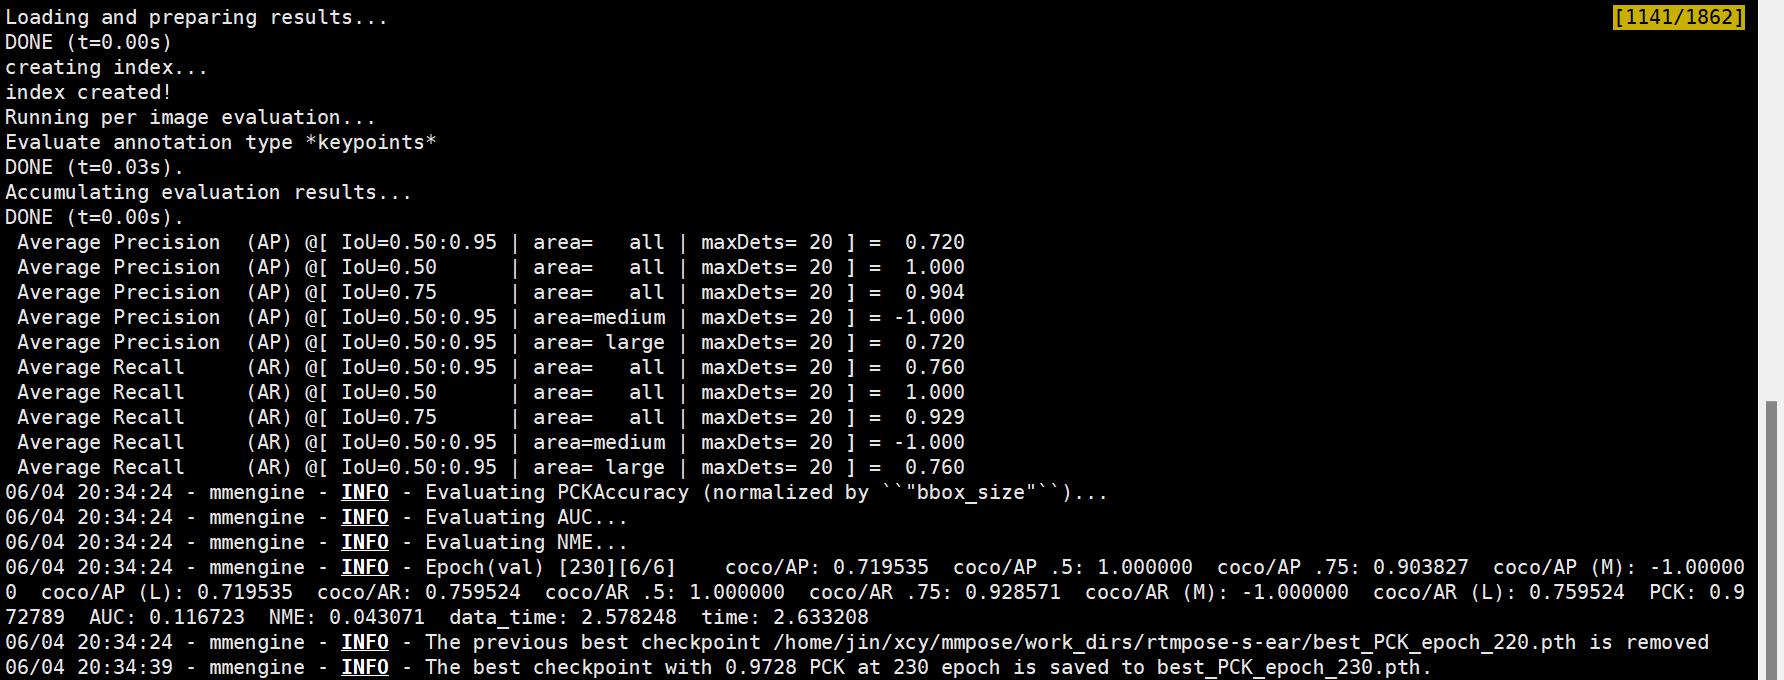 Loading and preparing results... [1141/1862]
DONE (t=0.00s)
creating index...
index created!
Running per image evaluation...
Evaluate annotation type *keypoints*
DONE (t=0.03s).
Accumulating evaluation results...
DONE (t=0.00s).
 Average Precision  (AP) @[ IoU=0.50:0.95 | area=   all | maxDets= 20 ] =  0.720
 Average Precision  (AP) @[ IoU=0.50      | area=   all | maxDets= 20 ] =  1.000
 Average Precision  (AP) @[ IoU=0.75      | area=   all | maxDets= 20 ] =  0.904
 Average Precision  (AP) @[ IoU=0.50:0.95 | area=medium | maxDets= 20 ] = -1.000
 Average Precision  (AP) @[ IoU=0.50:0.95 | area= large | maxDets= 20 ] =  0.720
 Average Recall     (AR) @[ IoU=0.50:0.95 | area=   all | maxDets= 20 ] =  0.760
 Average Recall     (AR) @[ IoU=0.50      | area=   all | maxDets= 20 ] =  1.000
 Average Recall     (AR) @[ IoU=0.75      | area=   all | maxDets= 20 ] =  0.929
 Average Recall     (AR) @[ IoU=0.50:0.95 | area=medium | maxDets= 20 ] = -1.000
 Average Recall     (AR) @[ IoU=0.50:0.95 | area= large | maxDets= 20 ] =  0.760
06/04 20:34:24 - mmengine - INFO - Evaluating PCKAccuracy (normalized by ``"bbox_size"``)...
06/04 20:34:24 - mmengine - INFO - Evaluating AUC...
06/04 20:34:24 - mmengine - INFO - Evaluating NME...
06/04 20:34:24 - mmengine - INFO - Epoch(val) [230][6/6]    coco/AP: 0.719535  coco/AP .5: 1.000000  coco/AP .75: 0.903827  coco/AP (M): -1.00000
0  coco/AP (L): 0.719535  coco/AR: 0.759524  coco/AR .5: 1.000000  coco/AR .75: 0.928571  coco/AR (M): -1.000000  coco/AR (L): 0.759524  PCK: 0.9
72789  AUC: 0.116723  NME: 0.043071  data_time: 2.578248  time: 2.633208
06/04 20:34:24 - mmengine - INFO - The previous best checkpoint /home/jin/xcy/mmpose/work_dirs/rtmpose-s-ear/best_PCK_epoch_220.pth is removed
06/04 20:34:39 - mmengine - INFO - The best checkpoint with 0.9728 PCK at 230 epoch is saved to best_PCK_epoch_230.pth.